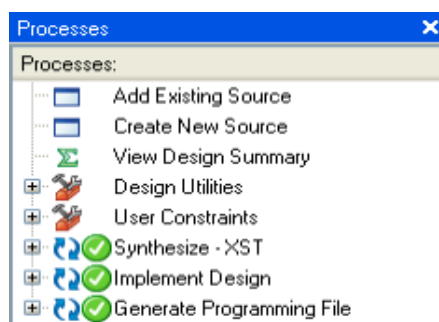 Processes
Processes:
Add Existing Source
Create New Source
View Design Summary
Design Utilities
User Constraints
Synthesize - XST
Implement Design
Generate Programming File